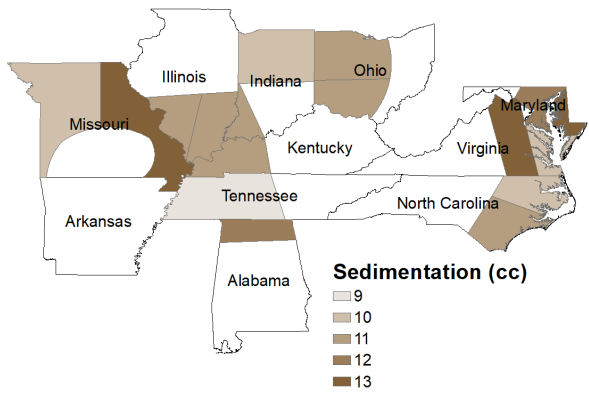 Illinois
Indiana
Ohio
Maryland
Missouri
Kentucky
Virginia
Tennessee
North Carolina
Arkansas
Alabama
Sedimentation (cc)
9
10
11
12
13